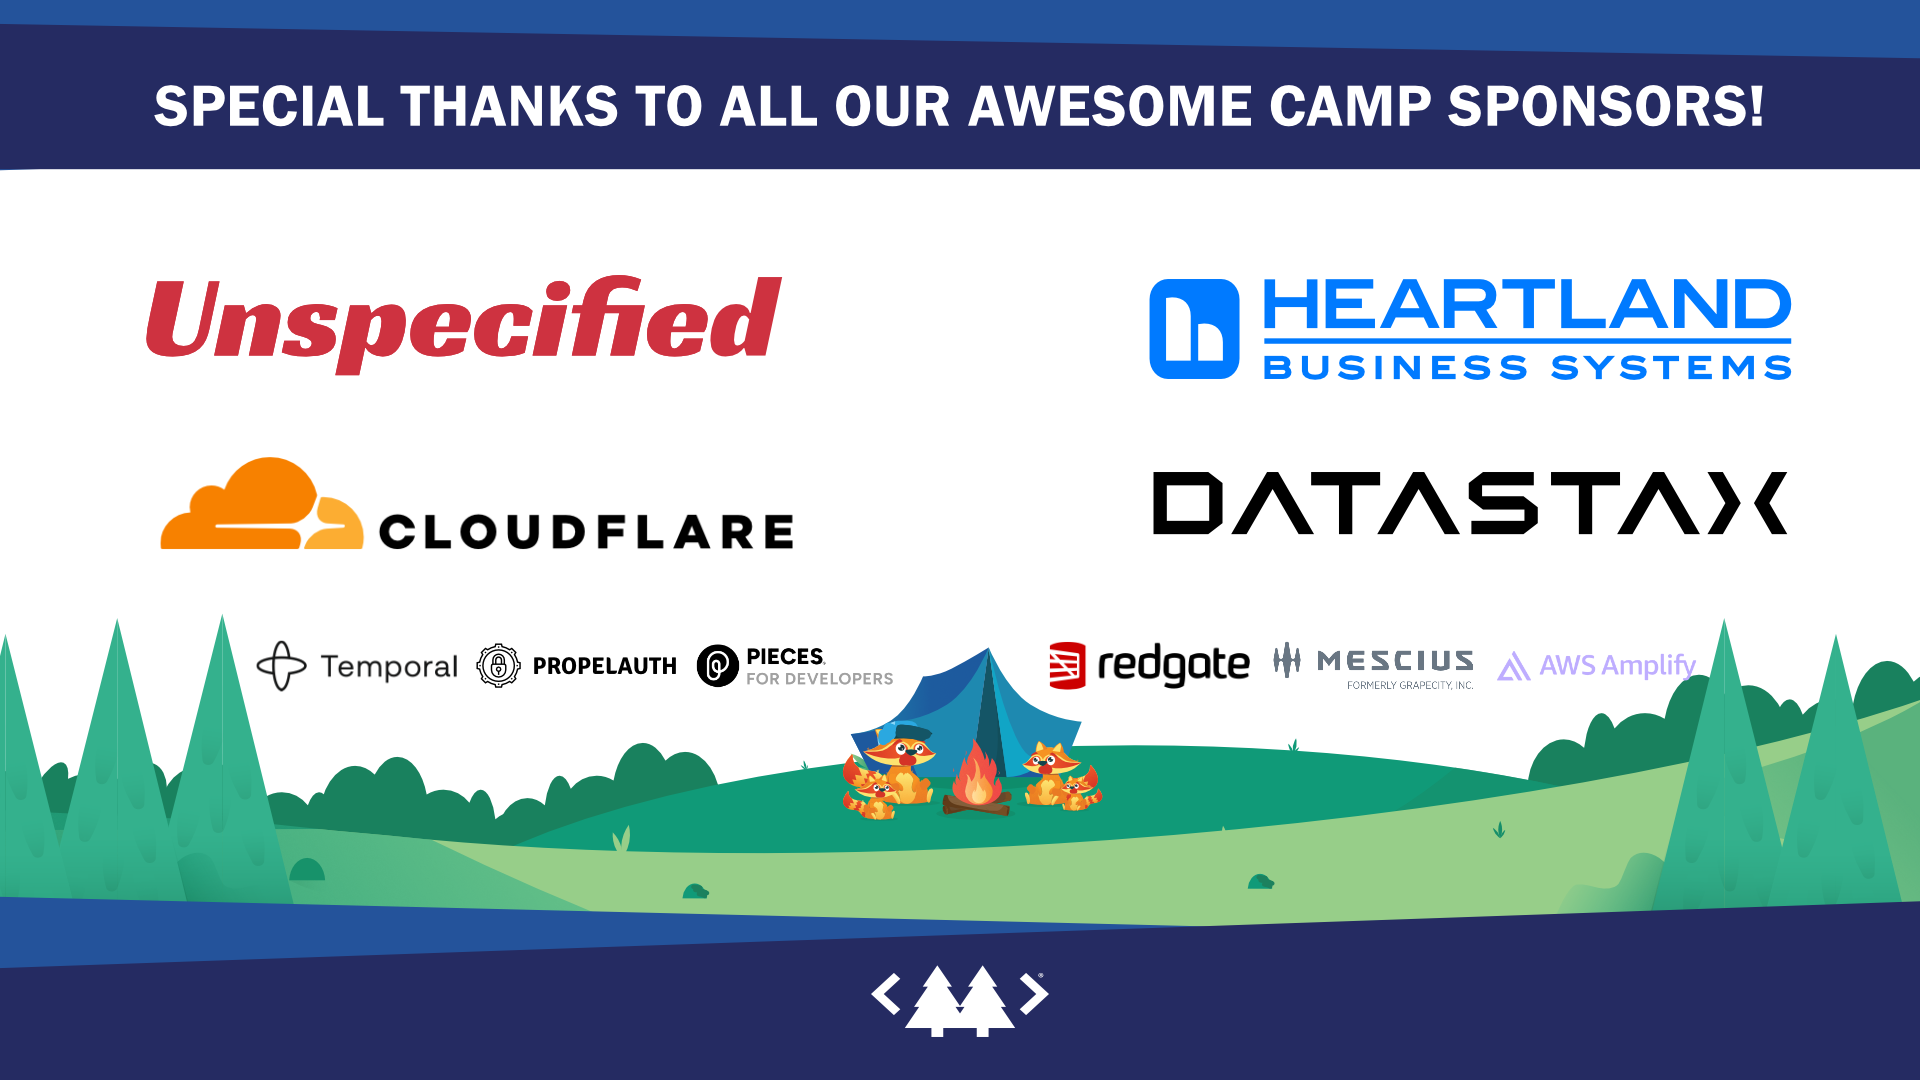 SPECIAL THANKS TO ALL OUR AWESOME CAMP SPONSORS!
Unspecified
HEARTLAND
BUSINESS SYSTEMS
CLOUDFLARE
DATASTAX
Temporal
PROPELAUTH
PIECES
FOR DEVELOPERS
redgate
MESCIUS
FORMERLY GRAPECITY, INC.
AWS Amplify
< >®